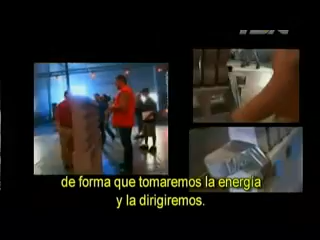 de forma que tomaremos la energía
y la dirigiremos.